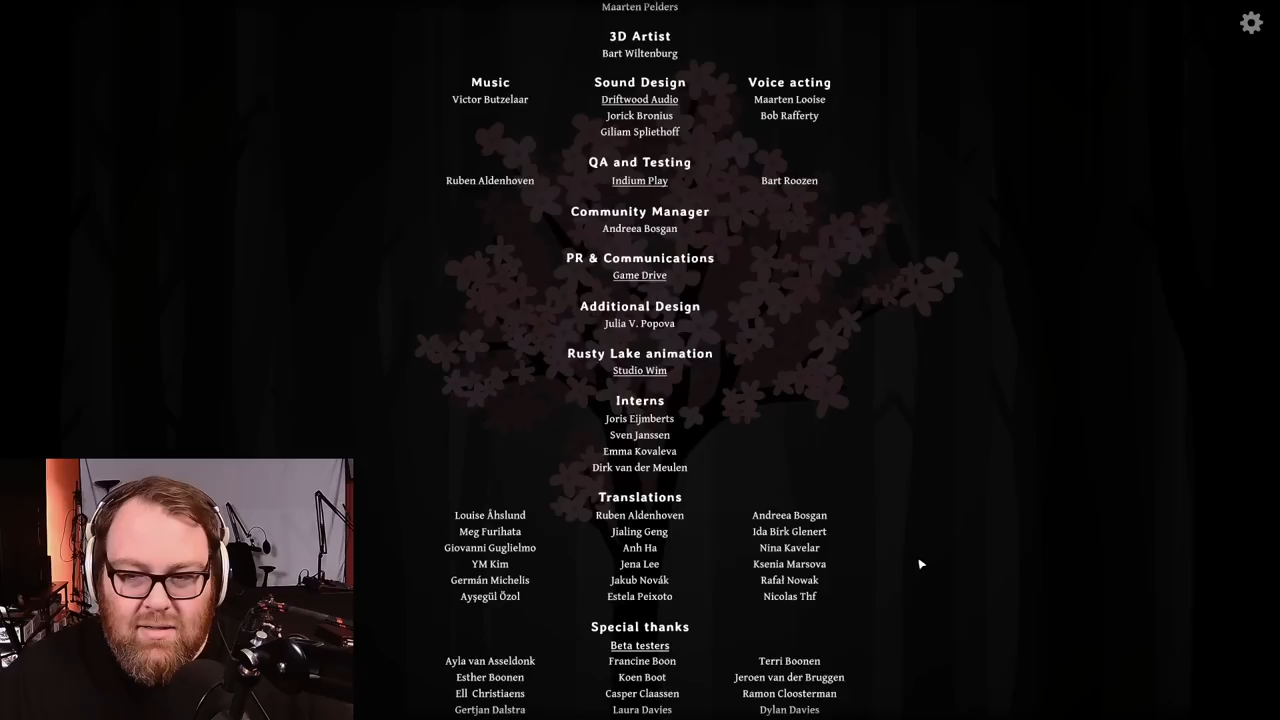 Maarten Pelders
3D Artist
Bart Wiltenburg
Music Sound Design Voice acting
Victor Butzelaar Driftwood Audio Maarten Looise
Jorick Bronius Bob Rafferty
Giliam Spliethoff
QA and Testing
Ruben Aldenhoven Indium Play Bart Roozen
Community Manager
Andreea Bosgan
PR & Communications
Game Drive
Additional Design
Julia V. Popova
Rusty Lake animation
Studio Wim
Interns
Joris Eijmberts
Sven Janssen
Emma Kovaleva
Dirk van der Meulen
Translations
Louise Åhslund Ruben Aldenhoven Andreea Bosgan
Meg Furihata Jialing Geng Ida Birk Glenert
Giovanni Guglielmo Anh Ha Nina Kavelar
YM Kim Jena Lee Ksenia Marsova
Germán Michelis Jakub Novák Rafał Nowak
Ayşegül Özol Estela Peixoto Nicolas Thf
Special thanks
Beta testers
Ayla van Asseldonk Francine Boon Terri Boonen
Esther Boonen Koen Boot Jeroen van der Bruggen
Ell Christiaens Casper Claassen Ramon Cloosterman
Gertjan Dalstra Laura Davies Dylan Davies